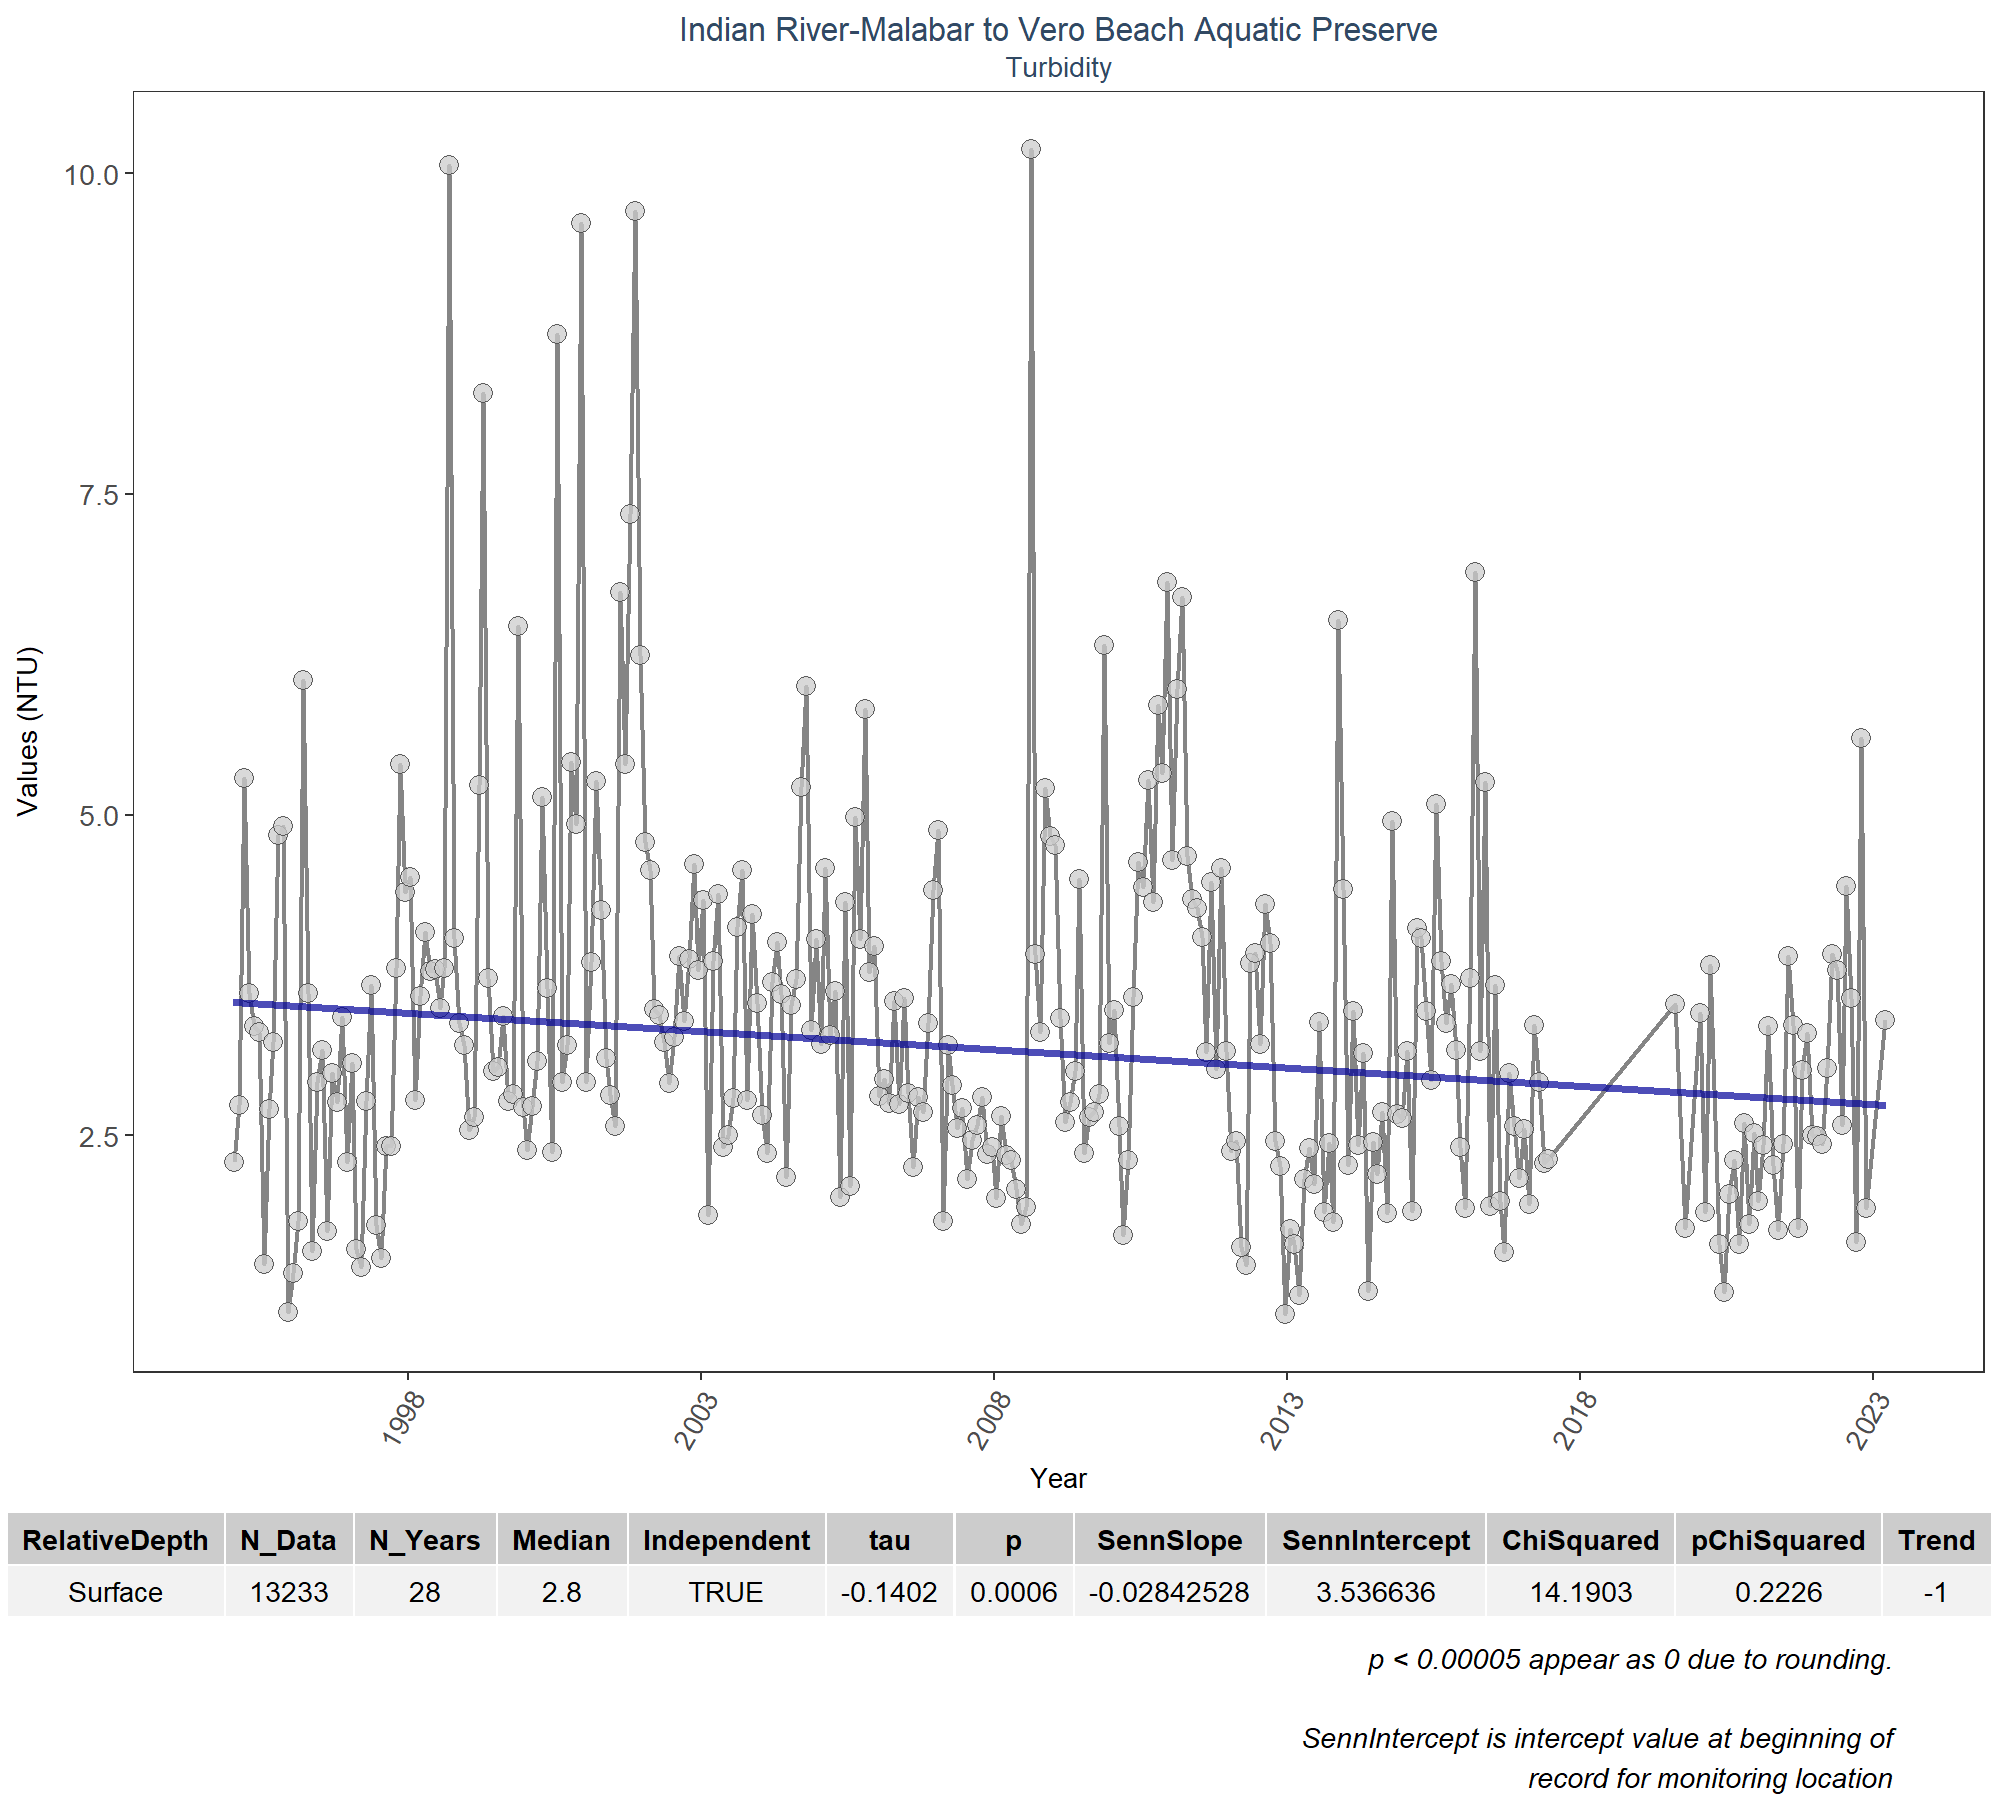 Indian River-Malabar to Vero Beach Aquatic Preserve
Turbidity
10.0
7.5
5.0
2.5
Values (NTU)
1998
2003
2008
2013
2018
2023
Year
RelativeDepth N_Data N_Years Median Independent tau p SennSlope SennIntercept ChiSquared pChiSquared Trend
Surface 13233 28 2.8 TRUE -0.1402 0.0006 -0.02842528 3.536636 14.1903 0.2226 -1
p < 0.00005 appear as 0 due to rounding.
SennIntercept is intercept value at beginning of
record for monitoring location